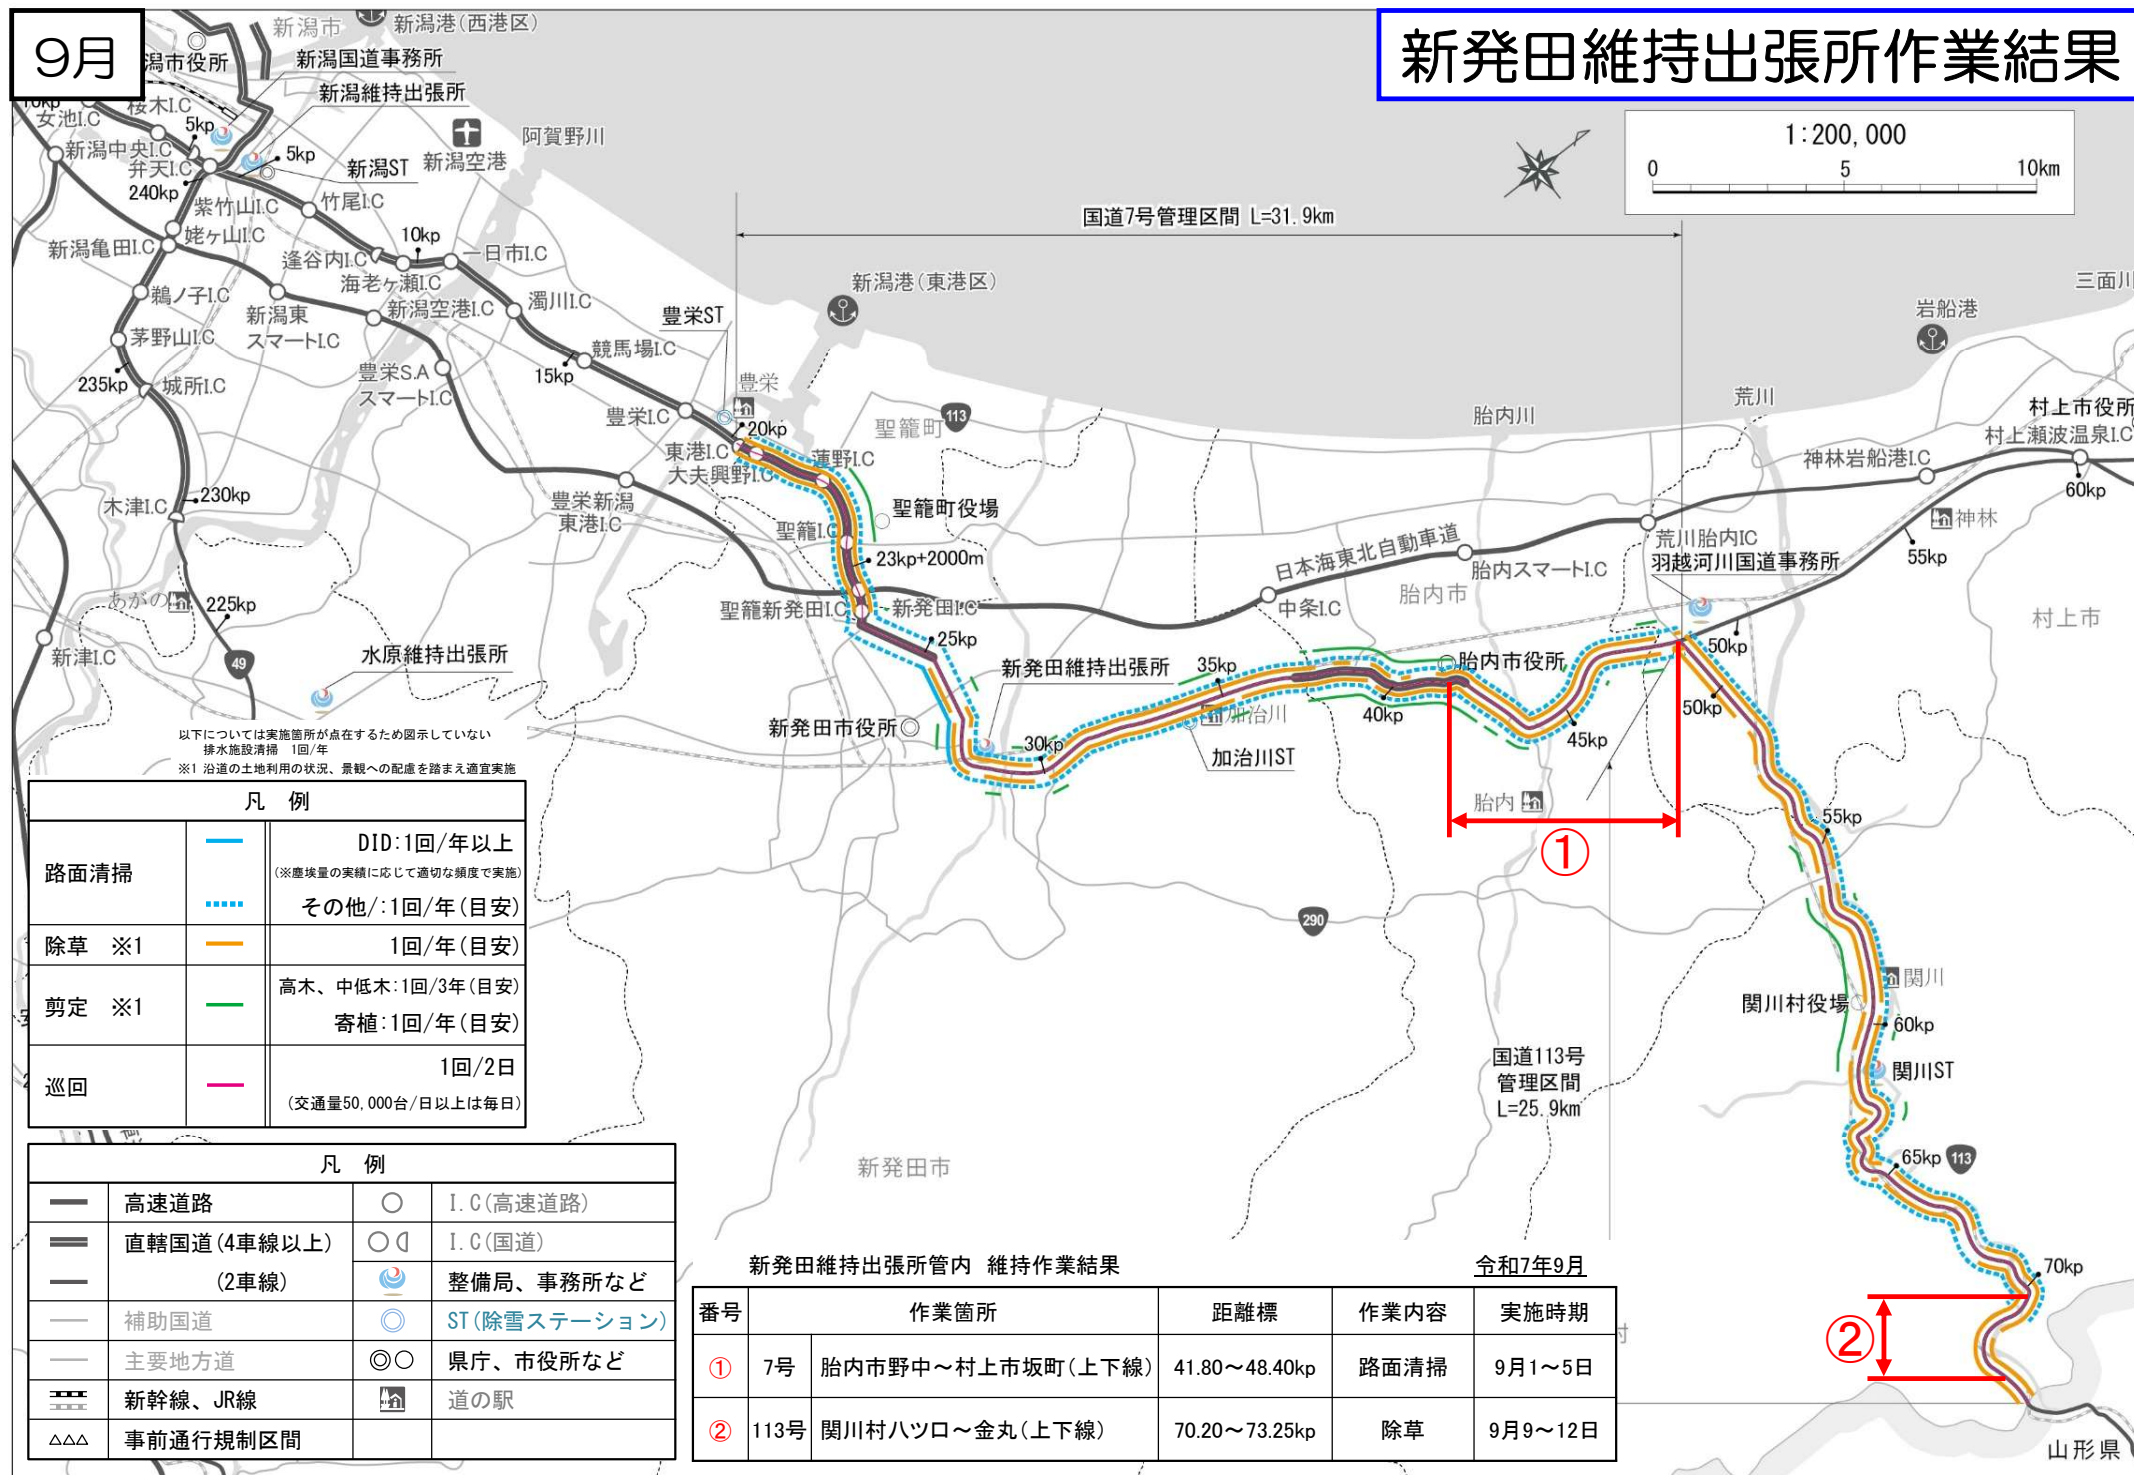 9月
新発田維持出張所作業結果
新潟市
新潟港(西港区)
潟市役所
新潟国道事務所
新潟維持出張所
桜木I.C
女池I.C
5kp
新潟中央I.C
弁天I.C
5kp
新潟ST
新潟空港
阿賀野川
240kp
紫竹山I.C
竹尾I.C
姥ヶ山I.C
新潟亀田I.C
10kp
逢谷内I.C
一日市I.C
海老ヶ瀬I.C
鵜ノ子I.C
新潟東
スマートI.C
新潟空港I.C
濁川I.C
茅野山I.C
235kp
城所I.C
豊栄S.A
スマートI.C
15kp
競馬場I.C
豊栄ST
豊栄
豊栄I.C
20kp
東港I.C
大夫興野I.C
蓮野I.C
新潟港(東港区)
国道7号管理区間 L=31.9km
1:200,000
0
5
10km
三面川
岩船港
荒川
胎内川
聖籠町
113
村上市役所
村上瀬波温泉I.C
神林岩船港I.C
60kp
神林
55kp
木津I.C
230kp
豊栄新潟
東港I.C
聖籠I.C
聖籠町役場
23kp+2000m
日本海東北自動車道
胎内スマートI.C
荒川胎内IC
羽越河川国道事務所
あがの
225kp
聖籠新発田I.C
新発田I.C
中条I.C
胎内市
村上市
新津I.C
49
水原維持出張所
25kp
新発田維持出張所
35kp
胎内市役所
50kp
50kp
新発田市役所
30kp
加治川
加治川ST
40kp
45kp
胎内
①
55kp
290
関川
関川村役場
60kp
関川ST
国道113号
管理区間
L=25.9km
65kp
113
新発田市
70kp
②
村
山形県
以下については実施箇所が点在するため図示していない
排水施設清掃 1回/年
※1 沿道の土地利用の状況、景観への配慮を踏まえ適宜実施
凡 例
路面清掃
DID:1回/年以上
(※塵埃量の実績に応じて適切な頻度で実施)
その他/:1回/年(目安)
除草 ※1
1回/年(目安)
剪定 ※1
高木、中低木:1回/3年(目安)
寄植:1回/年(目安)
巡回
1回/2日
(交通量50,000台/日以上は毎日)
凡 例
高速道路
I.C(高速道路)
直轄国道(4車線以上)
I.C(国道)
(2車線)
整備局、事務所など
補助国道
ST(除雪ステーション)
主要地方道
県庁、市役所など
新幹線、JR線
道の駅
事前通行規制区間
新発田維持出張所管内 維持作業結果
令和7年9月
番号 作業箇所 距離標 作業内容 実施時期
① 7号 胎内市野中～村上市坂町(上下線) 41.80～48.40kp 路面清掃 9月1～5日
② 113号 関川村八ツ口～金丸(上下線) 70.20～73.25kp 除草 9月9～12日